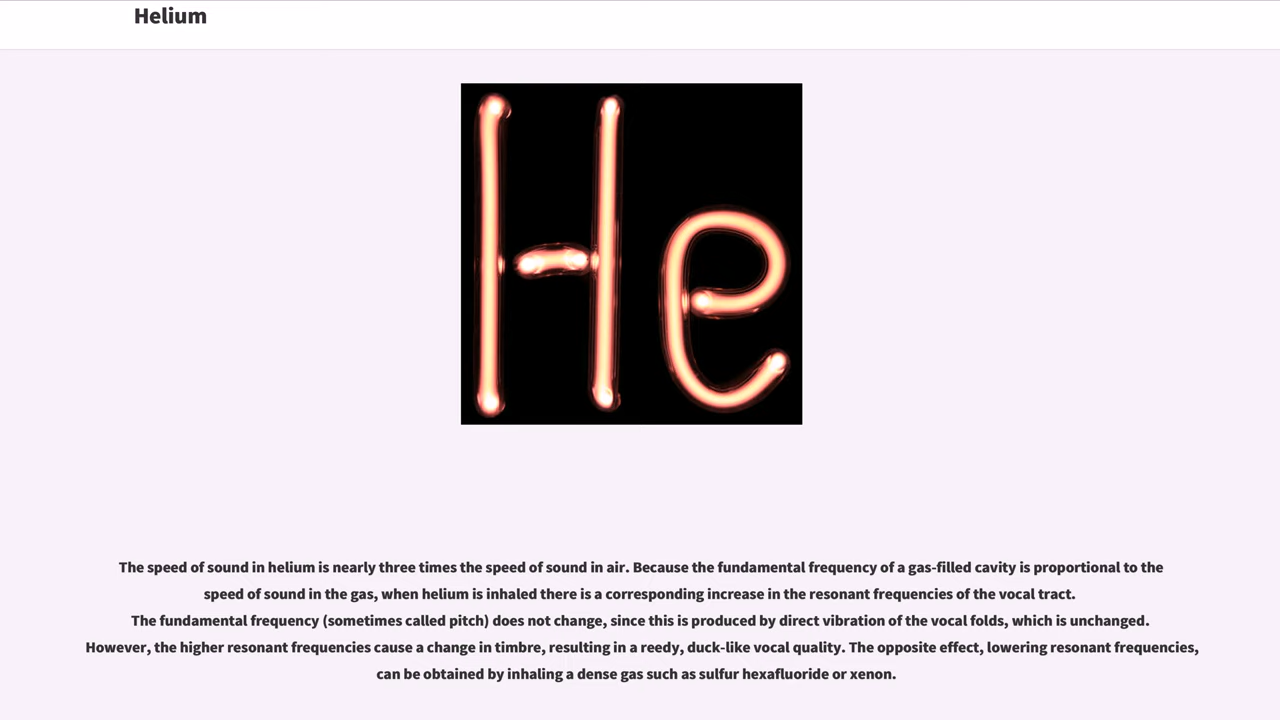 Helium
He
The speed of sound in helium is nearly three times the speed of sound in air. Because the fundamental frequency of a gas-filled cavity is proportional to the
speed of sound in the gas, when helium is inhaled there is a corresponding increase in the resonant frequencies of the vocal tract.
The fundamental frequency (sometimes called pitch) does not change, since this is produced by direct vibration of the vocal folds, which is unchanged.
However, the higher resonant frequencies cause a change in timbre, resulting in a reedy, duck-like vocal quality. The opposite effect, lowering resonant frequencies,
can be obtained by inhaling a dense gas such as sulfur hexafluoride or xenon.